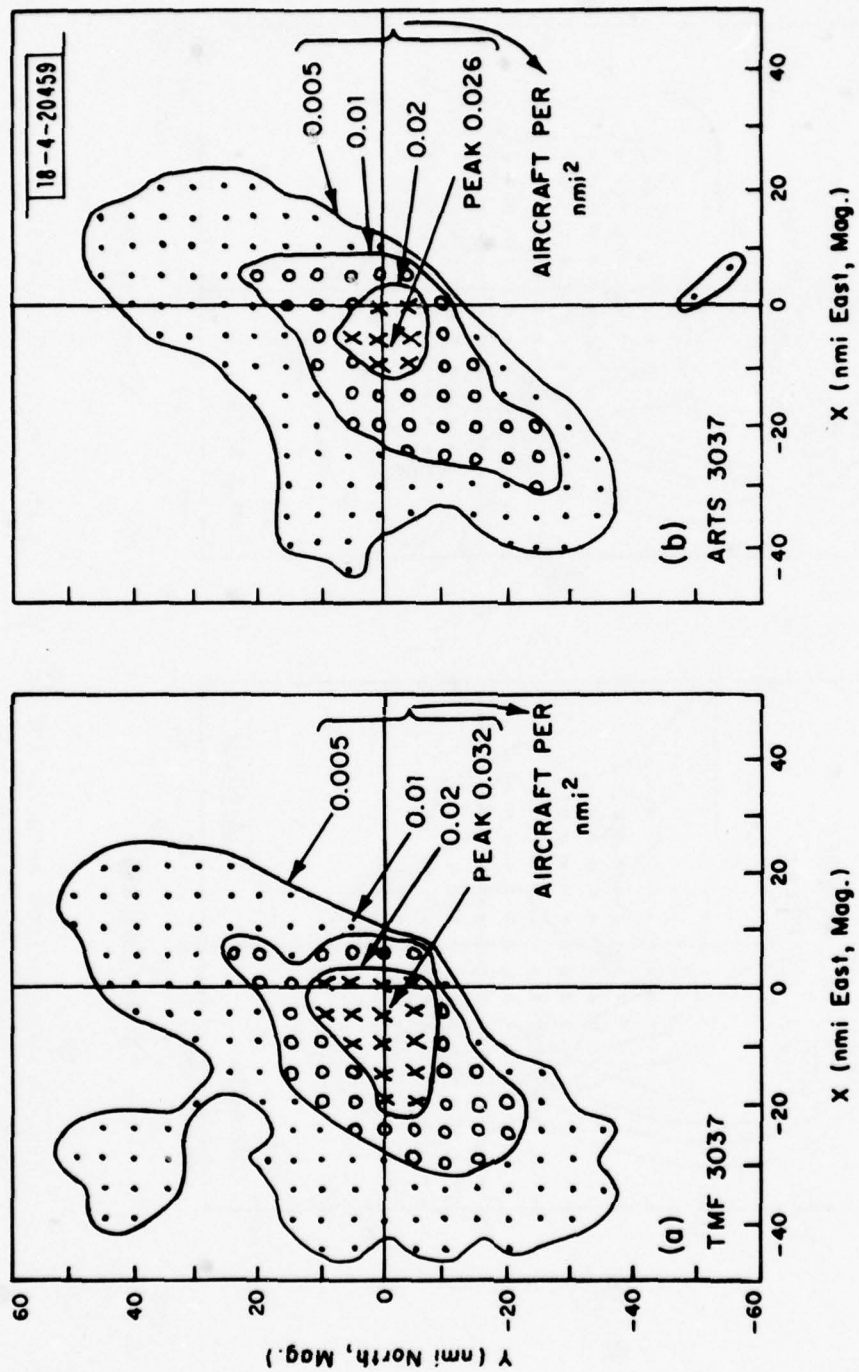 Y (nmi North, Mag.)
60
40
20
0
-20
-40
-60
0.005
0.01
0.02
PEAK 0.032
AIRCRAFT PER
nmi²
(a)
TMF 3037
-40
-20
0
20
40
X (nmi East, Mag.)
18-4-20459
0.005
0.01
0.02
PEAK 0.026
AIRCRAFT PER
nmi²
(b)
ARTS 3037
-40
-20
0
20
40
X (nmi East, Mag.)